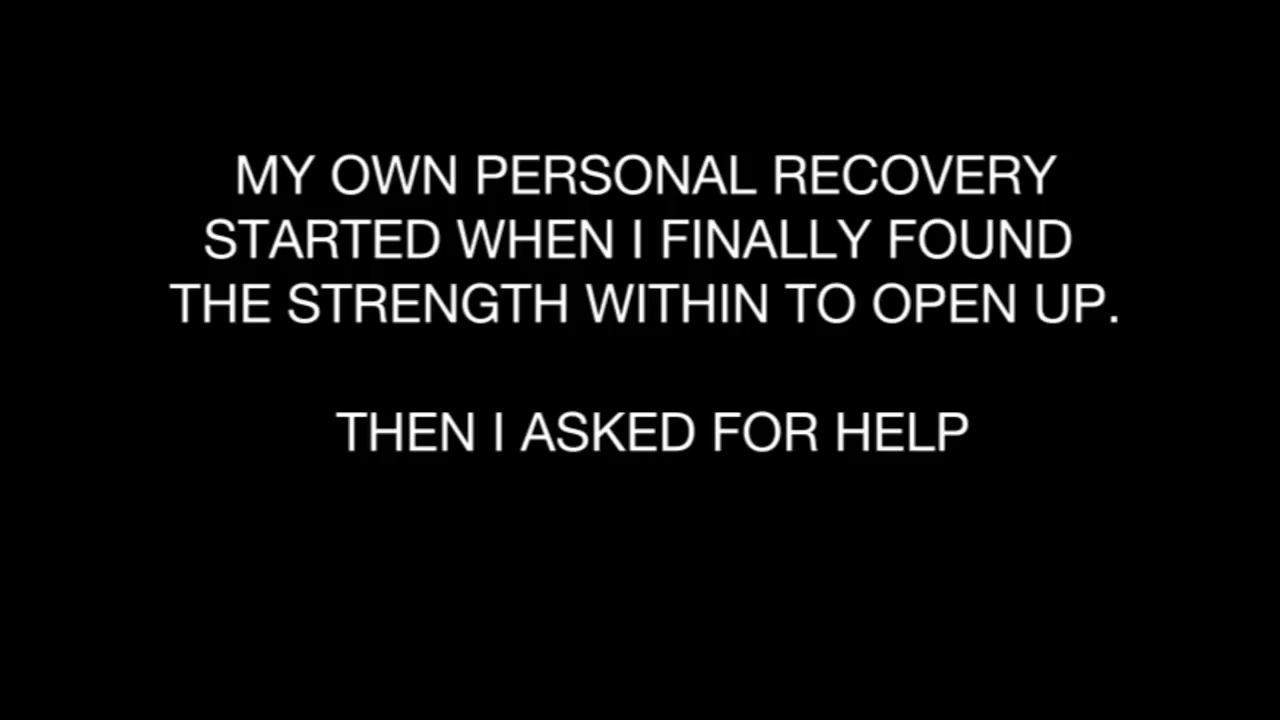 MY OWN PERSONAL RECOVERY
STARTED WHEN I FINALLY FOUND
THE STRENGTH WITHIN TO OPEN UP.
THEN I ASKED FOR HELP